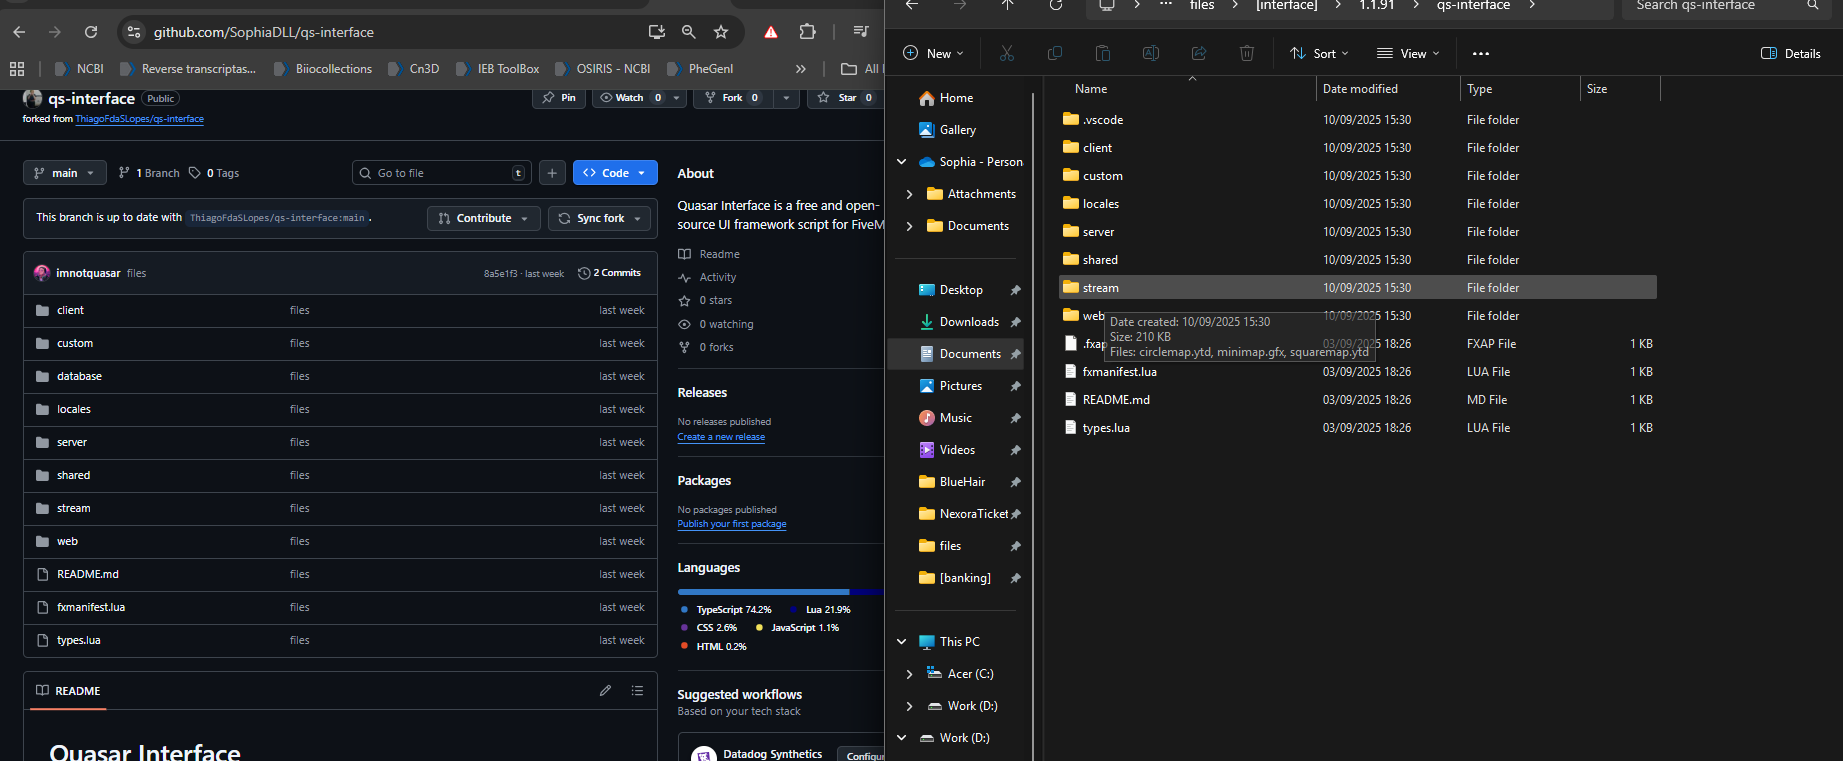 github.com/SophiaDLL/qs-interface
NCBI
Reverse transcriptas...
Biiocollections
Cn3D
IEB ToolBox
OSIRIS - NCBI
PheGenI
»
All
qs-interface
Public
Pin
Watch 0
Fork 0
Star 0
forked from ThiagoFdaSLopes/qs-interface
main
1 Branch
0 Tags
Go to file
t
Code
This branch is up to date with ThiagoFdaSLopes/qs-interface:main .
Contribute
Sync fork
imnotquasar files
8a5e1f3 · last week
2 Commits
client files last week
custom files last week
database files last week
locales files last week
server files last week
shared files last week
stream files last week
web files last week
README.md files last week
fxmanifest.lua files last week
types.lua files last week
README
Quasar Interface
About
Quasar Interface is a free and open-
source UI framework script for FiveM
Readme
Activity
0 stars
0 watching
0 forks
Releases
No releases published
Create a new release
Packages
No packages published
Publish your first package
Languages
TypeScript 74.2%
Lua 21.9%
CSS 2.6%
JavaScript 1.1%
HTML 0.2%
Suggested workflows
Based on your tech stack
Datadog Synthetics
Configur
files
[interface]
1.1.91
qs-interface
Search qs-interface
New
Sort
View
Details
Home
Gallery
Sophia - Person
Attachments
Documents
Desktop
Downloads
Documents
Pictures
Music
Videos
BlueHair
NexoraTicket
files
[banking]
This PC
Acer (C:)
Work (D:)
Work (D:)
Name Date modified Type Size
.vscode 10/09/2025 15:30 File folder
client 10/09/2025 15:30 File folder
custom 10/09/2025 15:30 File folder
locales 10/09/2025 15:30 File folder
server 10/09/2025 15:30 File folder
shared 10/09/2025 15:30 File folder
stream 10/09/2025 15:30 File folder
web 10/09/2025 15:30 File folder
.fxap 03/09/2025 18:26 FXAP File 1 KB
Date created: 10/09/2025 15:30
Size: 210 KB
Files: circlemap.ytd, minimap.gfx, squaremap.ytd
fxmanifest.lua 03/09/2025 18:26 LUA File 1 KB
README.md 03/09/2025 18:26 MD File 1 KB
types.lua 03/09/2025 18:26 LUA File 1 KB